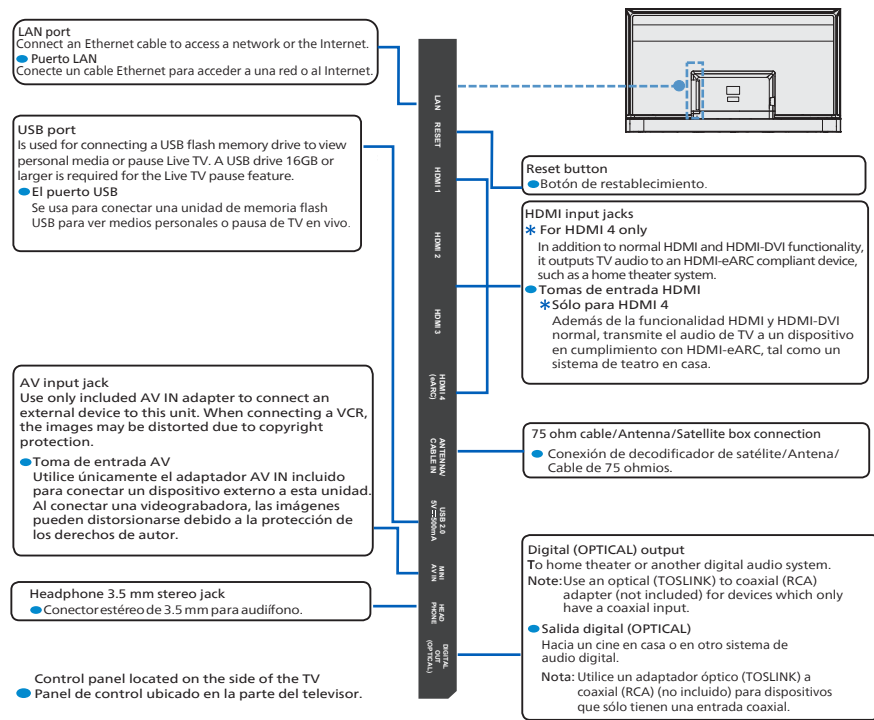 LAN port
Connect an Ethernet cable to access a network or the Internet.
Puerto LAN
Conecte un cable Ethernet para acceder a una red o al Internet.
USB port
Is used for connecting a USB flash memory drive to view
personal media or pause Live TV. A USB drive 16GB or
larger is required for the Live TV pause feature.
El puerto USB
Se usa para conectar una unidad de memoria flash
USB para ver medios personales o pausa de TV en vivo.
AV input jack
Use only included AV IN adapter to connect an
external device to this unit. When connecting a VCR,
the images may be distorted due to copyright
protection.
Toma de entrada AV
Utilice únicamente el adaptador AV IN incluido
para conectar un dispositivo externo a esta unidad.
Al conectar una videograbadora, las imágenes
pueden distorsionarse debido a la protección de
los derechos de autor.
Headphone 3.5 mm stereo jack
Conector estéreo de 3.5 mm para audiífono.
Control panel located on the side of the TV
Panel de control ubicado en la parte del televisor.
LAN
RESET
HDMI 1
HDMI 2
HDMI 3
HDMI 4
(eARC)
ANTENNA/
CABLE IN
USB 2.0
5V⎓500mA
MINI
AV IN
HEAD
PHONE
DIGITAL
OUT
(OPTICAL)
Reset button
Botón de restablecimiento.
HDMI input jacks
* For HDMI 4 only
In addition to normal HDMI and HDMI-DVI functionality,
it outputs TV audio to an HDMI-eARC compliant device,
such as a home theater system.
Tomas de entrada HDMI
* Sólo para HDMI 4
Además de la funcionalidad HDMI y HDMI-DVI
normal, transmite el audio de TV a un dispositivo
en cumplimiento con HDMI-eARC, tal como un
sistema de teatro en casa.
75 ohm cable/Antenna/Satellite box connection
Conexión de decodificador de satélite/Antena/
Cable de 75 ohmios.
Digital (OPTICAL) output
To home theater or another digital audio system.
Note: Use an optical (TOSLINK) to coaxial (RCA)
adapter (not included) for devices which only
have a coaxial input.
Salida digital (OPTICAL)
Hacia un cine en casa o en otro sistema de
audio digital.
Nota: Utilice un adaptador óptico (TOSLINK) a
coaxial (RCA) (no incluido) para dispositivos
que sólo tienen una entrada coaxial.